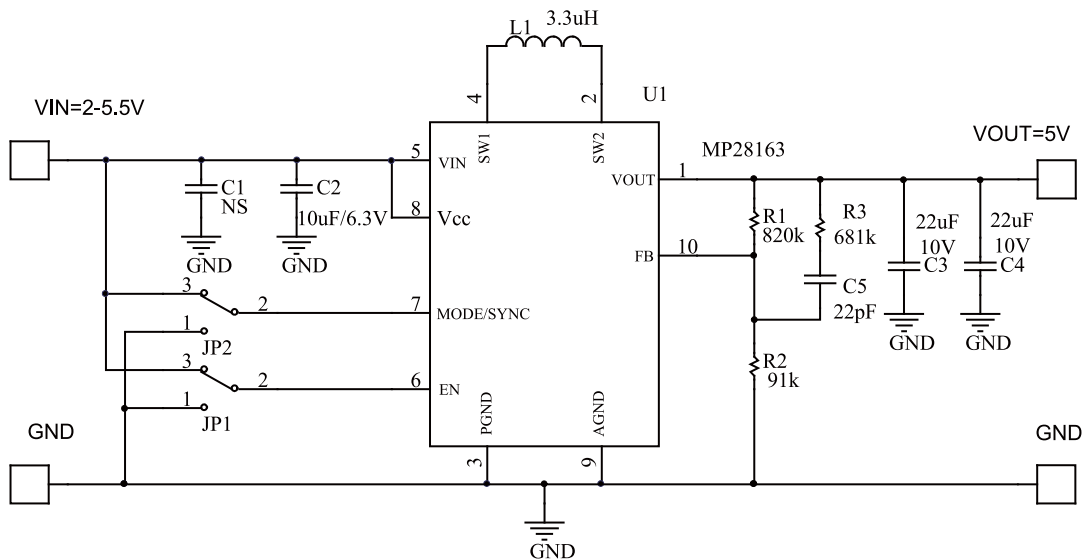 L1 3.3uH
4
2
U1
VIN=2-5.5V
VOUT=5V
SW1
SW2
MP28163
5
VIN
VOUT
1
C1
NS
C2
10uF/6.3V
8
Vcc
R1
820k
R3
681k
22uF
10V
C3
22uF
10V
C4
GND
GND
FB
10
C5
22pF
3
2
7
MODE/SYNC
1
JP2
GND
GND
3
2
6
EN
R2
91k
1
JP1
PGND
AGND
GND
GND
3
9
GND